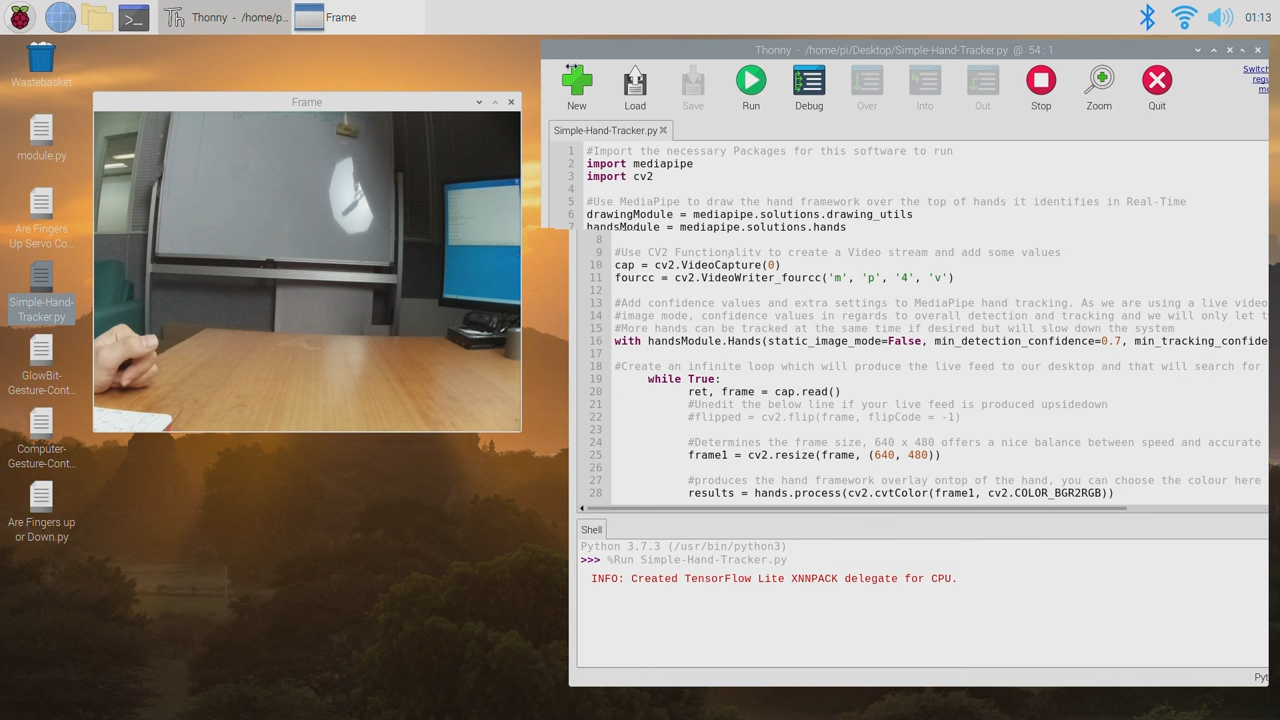 Thonny - /home/p...
Frame
01:13
Wastebasket
module.py
Are Fingers
Up Servo Co...
Simple-Hand-
Tracker.py
GlowBit-
Gesture-Cont...
Computer-
Gesture-Cont...
Are Fingers up
or Down.py
Frame
Thonny - /home/pi/Desktop/Simple-Hand-Tracker.py @ 54 : 1
New
Load
Save
Run
Debug
Over
Into
Out
Stop
Zoom
Quit
Switch
regu
mo
Simple-Hand-Tracker.py
1 #Import the necessary Packages for this software to run
2 import mediapipe
3 import cv2
4
5 #Use MediaPipe to draw the hand framework over the top of hands it identifies in Real-Time
6 drawingModule = mediapipe.solutions.drawing_utils
7 handsModule = mediapipe.solutions.hands
8
9 #Use CV2 Functionality to create a Video stream and add some values
10 cap = cv2.VideoCapture(0)
11 fourcc = cv2.VideoWriter_fourcc('m', 'p', '4', 'v')
12
13 #Add confidence values and extra settings to MediaPipe hand tracking. As we are using a live video
14 #image mode, confidence values in regards to overall detection and tracking and we will only let t
15 #More hands can be tracked at the same time if desired but will slow down the system
16 with handsModule.Hands(static_image_mode=False, min_detection_confidence=0.7, min_tracking_confide
17
18 #Create an infinite loop which will produce the live feed to our desktop and that will search for
19 while True:
20 ret, frame = cap.read()
21 #Unedit the below line if your live feed is produced upsidedown
22 #flipped = cv2.flip(frame, flipCode = -1)
23
24 #Determines the frame size, 640 x 480 offers a nice balance between speed and accurate
25 frame1 = cv2.resize(frame, (640, 480))
26
27 #produces the hand framework overlay ontop of the hand, you can choose the colour here
28 results = hands.process(cv2.cvtColor(frame1, cv2.COLOR_BGR2RGB))
Shell
Python 3.7.3 (/usr/bin/python3)
>>> %Run Simple-Hand-Tracker.py
INFO: Created TensorFlow Lite XNNPACK delegate for CPU.
Pyt